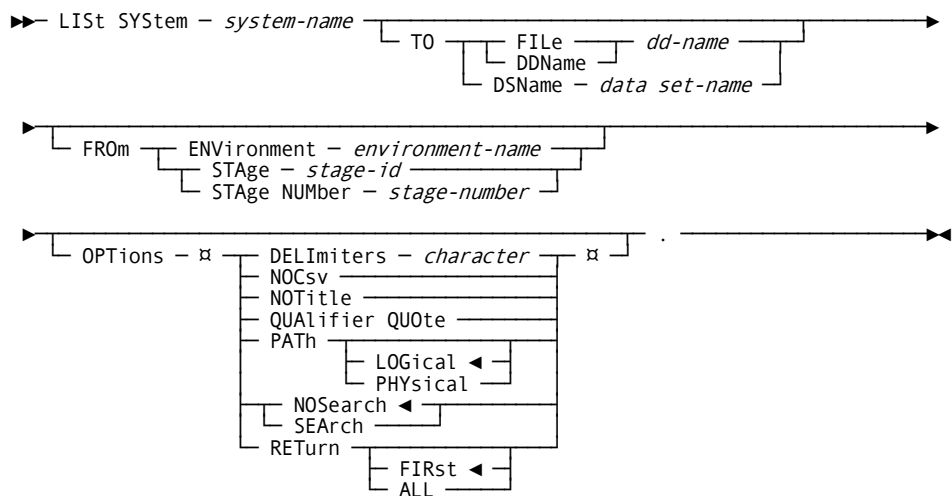 ▶▶─ LISt SYStem ─ system-name
TO FILe dd-name
DDName
DSName ─ data set-name
FROm ENVironment ─ environment-name
STAge ─ stage-id
STAge NUMber ─ stage-number
OPTions ─ ¤ DELImiters ─ character ¤ .
NOCsv
NOTitle
QUAlifier QUOte
PATh
LOGical ◀
PHYsical
NOSearch ◀
SEArch
RETurn
FIRst ◀
ALL